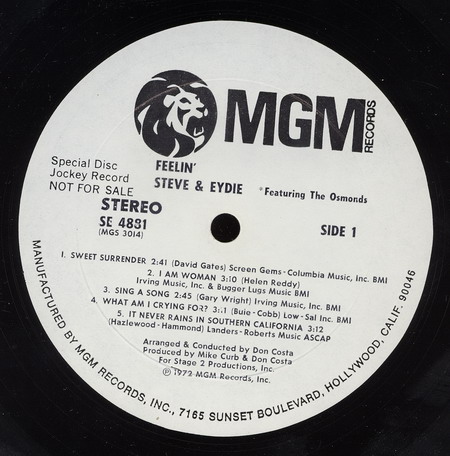 MGM
RECORDS
Special Disc
Jockey Record
NOT FOR SALE
FEELIN'
STEVE & EYDIE *Featuring The Osmonds
STEREO
SE 4881
(MGS 3014)
SIDE 1
1. SWEET SURRENDER 2:41 (David Gates) Screen Gems-Columbia Music, Inc. BMI
2. I AM WOMAN 3:10 (Helen Reddy)
Irving Music, Inc. & Bugger Lugs Music BMI
3. SING A SONG 2:45 (Gary Wright) Irving Music, Inc. BMI
4. WHAT AM I CRYING FOR? (Buie-Cobb) Low-Sal Inc. BMI
5. IT NEVER RAINS IN SOUTHERN CALIFORNIA 3:12
(Hazlewood-Hammond) Landers-Roberts Music ASCAP
Arranged & Conducted by Don Costa
Produced by Mike Curb & Don Costa
For Stage 2 Productions, Inc.
Ⓟ 1972 MGM Records, Inc.
MANUFACTURED BY MGM RECORDS, INC., 7165 SUNSET BOULEVARD, HOLLYWOOD, CALIF. 90046